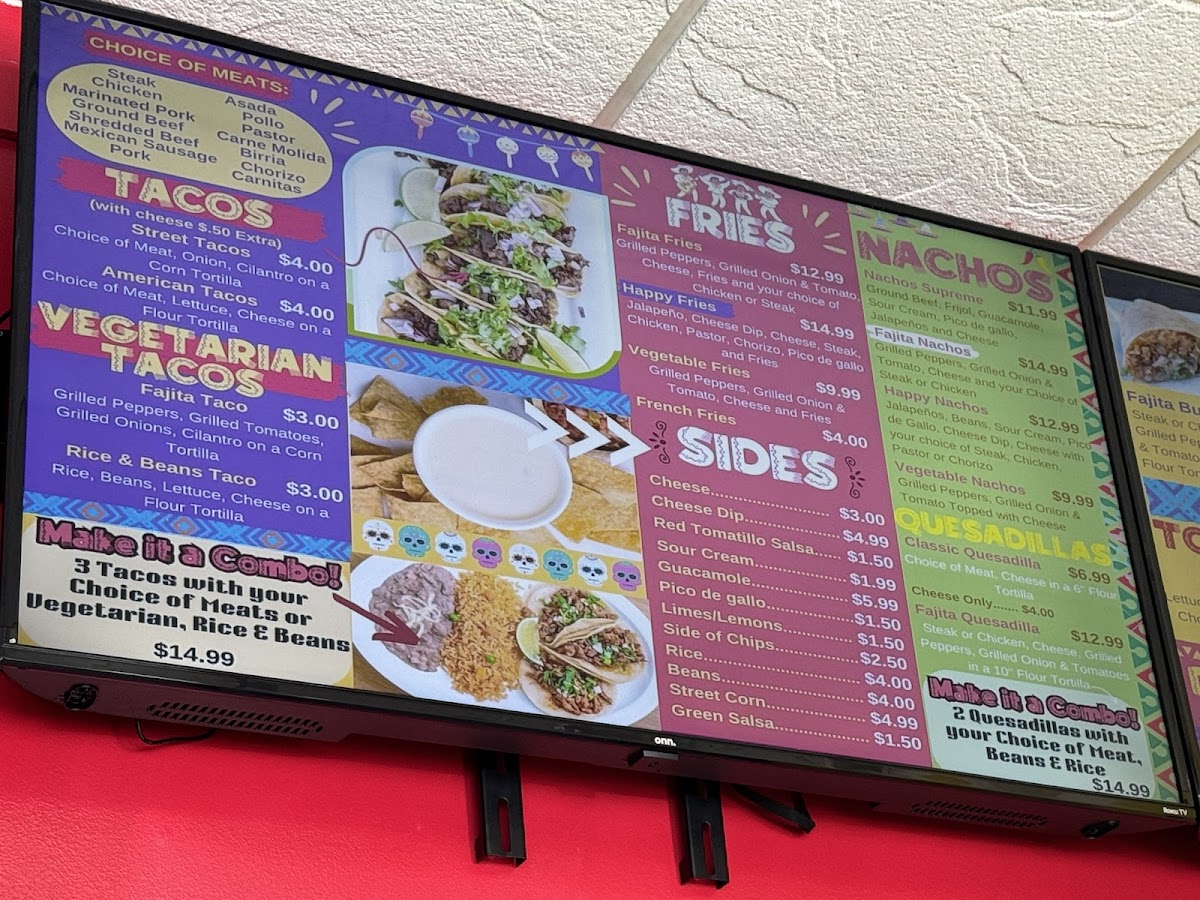 CHOICE OF MEATS:
Steak
Chicken
Marinated Pork
Ground Beef
Shredded Beef
Mexican Sausage
Pork
Asada
Pollo
Pastor
Carne Molida
Birria
Chorizo
Carnitas
TACOS
(with cheese $.50 Extra)
Street Tacos $4.00
Choice of Meat, Onion, Cilantro on a
Corn Tortilla
American Tacos $4.00
Choice of Meat, Lettuce, Cheese on a
Flour Tortilla
VEGETARIAN
TACOS
Fajita Taco $3.00
Grilled Peppers, Grilled Tomatoes,
Grilled Onions, Cilantro on a Corn
Tortilla
Rice & Beans Taco $3.00
Rice, Beans, Lettuce, Cheese on a
Flour Tortilla
Make it a Combo!
3 Tacos with your
Choice of Meats or
Vegetarian, Rice & Beans
$14.99
FRIES
Fajita Fries $12.99
Grilled Peppers, Grilled Onion & Tomato,
Cheese, Fries and your choice of
Chicken or Steak
Happy Fries $14.99
Jalapeño, Cheese Dip, Cheese, Steak,
Chicken, Pastor, Chorizo, Pico de gallo
and Fries
Vegetable Fries $9.99
Grilled Peppers, Grilled Onion &
Tomato, Cheese and Fries
French Fries $4.00
SIDES
Cheese.......................... $3.00
Cheese Dip..................... $4.99
Red Tomatillo Salsa..... $1.50
Sour Cream................... $1.99
Guacamole.................... $5.99
Pico de gallo................. $1.50
Limes/Lemons.............. $1.50
Side of Chips................ $2.50
Rice................................ $4.00
Beans............................. $4.00
Street Corn.................... $4.99
Green Salsa................... $1.50
NACHOS
Nachos Supreme $11.99
Ground Beef, Frijol, Guacamole,
Sour Cream, Pico de gallo,
Jalapeños and Cheese
Fajita Nachos $14.99
Grilled Peppers, Grilled Onion &
Tomato, Cheese and your choice of
Steak or Chicken
Happy Nachos $12.99
Jalapeños, Beans, Sour Cream, Pico
de Gallo, Cheese Dip, Cheese with
your choice of Steak, Chicken,
Pastor or Chorizo
Vegetable Nachos $9.99
Grilled Peppers, Grilled Onion &
Tomato Topped with Cheese
QUESADILLAS
Classic Quesadilla $6.99
Choice of Meat, Cheese in a 6" Flour
Tortilla
Cheese Only....... $4.00
Fajita Quesadilla $12.99
Steak or Chicken, Cheese, Grilled
Peppers, Grilled Onion & Tomatoes
in a 10" Flour Tortilla
Make it a Combo!
2 Quesadillas with
your Choice of Meat,
Beans & Rice
$14.99
onn.
Roku TV
Fajita Bu
Steak or C
Grilled Pe
& Tomato
Flour Tor
TO
Lettu
Ch